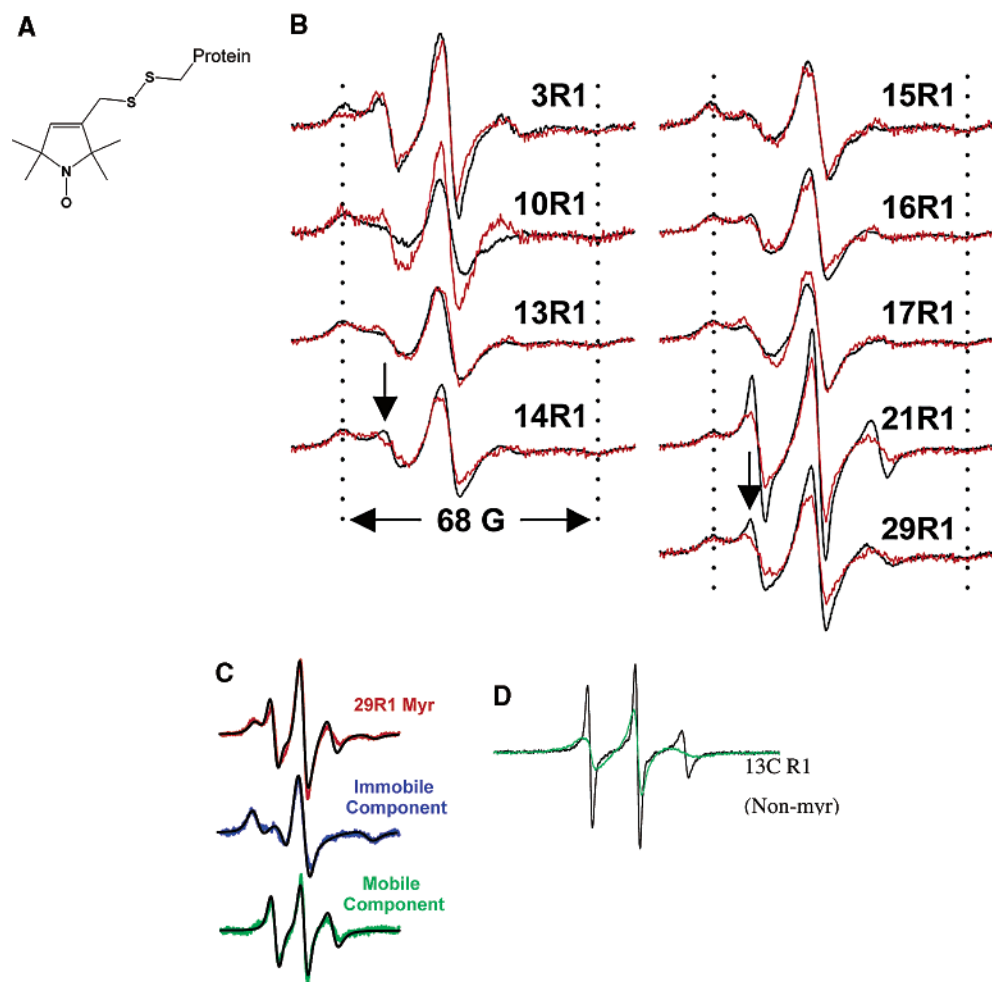 A
Protein
S
S
N
O
B
3R1
10R1
13R1
14R1
68 G
15R1
16R1
17R1
21R1
29R1
C
29R1 Myr
Immobile
Component
Mobile
Component
D
13C R1
(Non-myr)